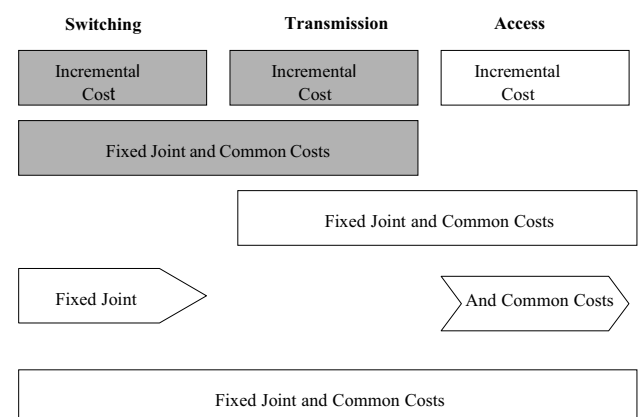 Switching Transmission Access
Incremental Incremental Incremental
Cost Cost Cost
Fixed Joint and Common Costs
Fixed Joint and Common Costs
Fixed Joint And Common Costs
Fixed Joint and Common Costs